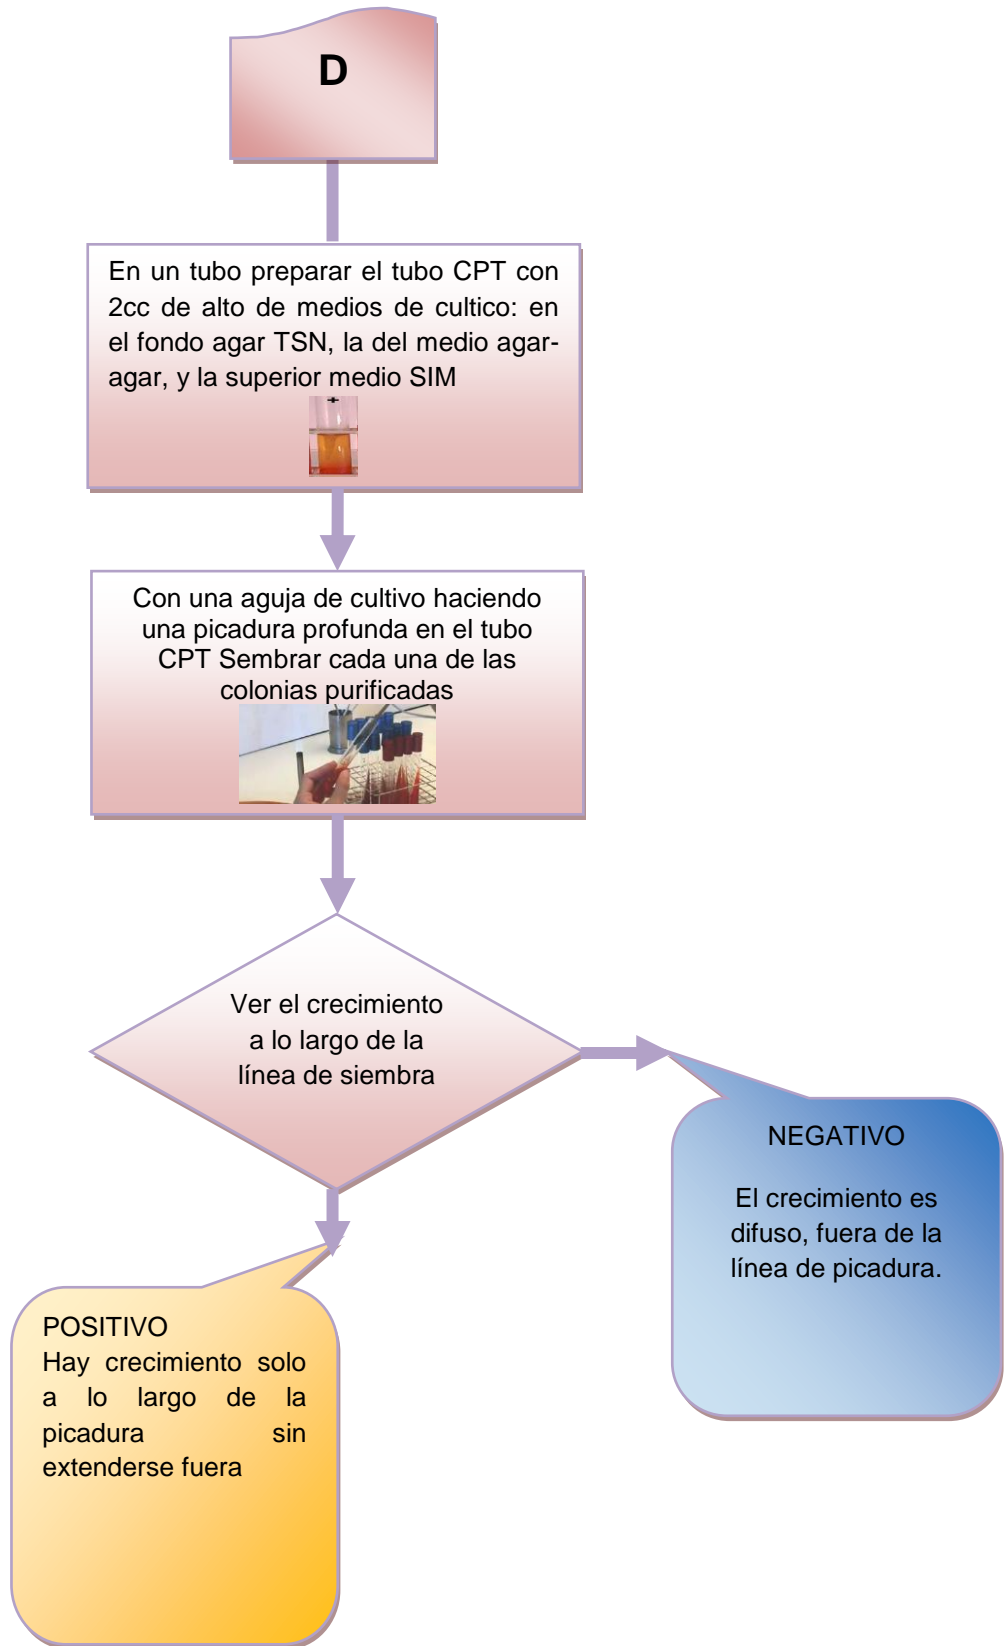 D
En un tubo preparar el tubo CPT con
2cc de alto de medios de cultico: en
el fondo agar TSN, la del medio agar-
agar, y la superior medio SIM
Con una aguja de cultivo haciendo
una picadura profunda en el tubo
CPT Sembrar cada una de las
colonias purificadas
Ver el crecimiento
a lo largo de la
línea de siembra
NEGATIVO
El crecimiento es
difuso, fuera de la
línea de picadura.
POSITIVO
Hay crecimiento solo
a lo largo de la
picadura sin
extenderse fuera